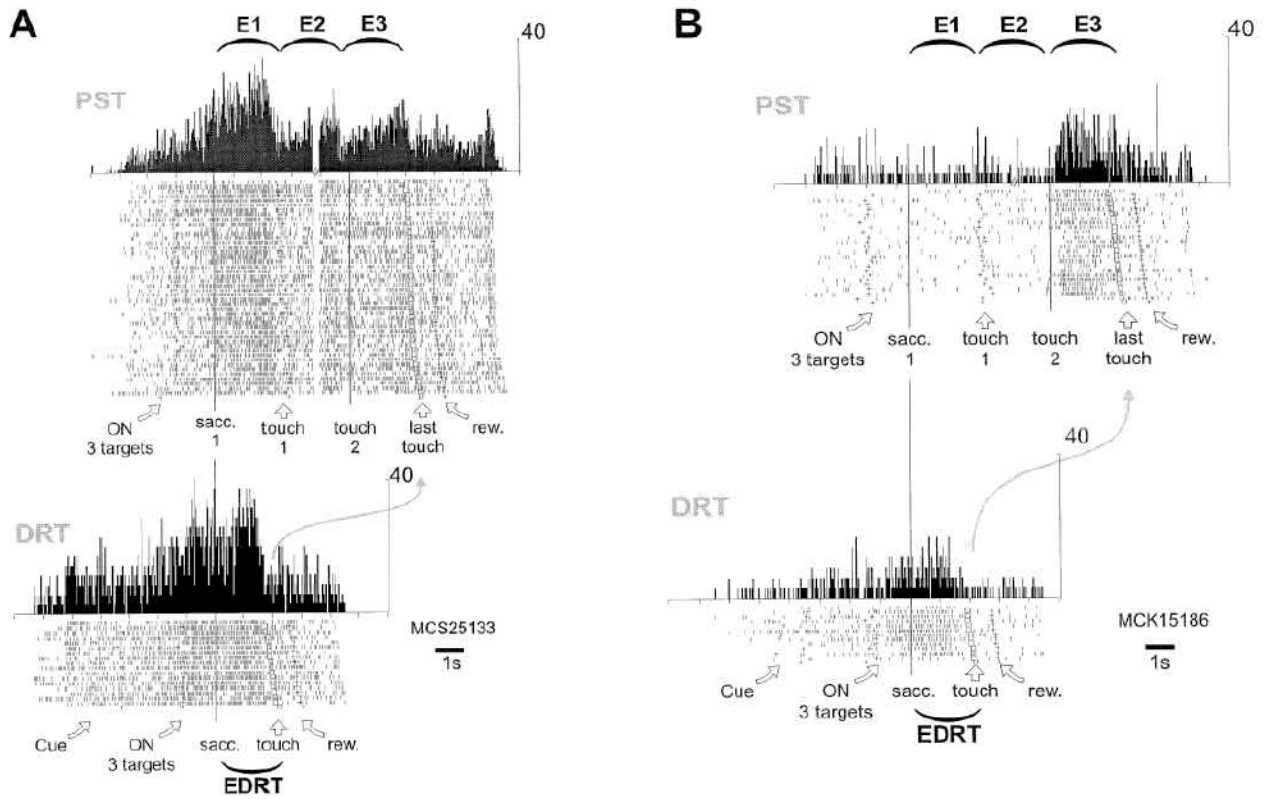 A
E1 E2 E3
40
PST
ON
3 targets
sacc.
1
touch
1
touch
2
last
touch
rew.
40
DRT
MCS25133
1s
Cue
ON
3 targets
sacc.
touch
rew.
EDRT
B
E1 E2 E3
40
PST
ON
3 targets
sacc.
1
touch
1
touch
2
last
touch
rew.
40
DRT
MCK15186
1s
Cue
ON
3 targets
sacc.
touch
rew.
EDRT